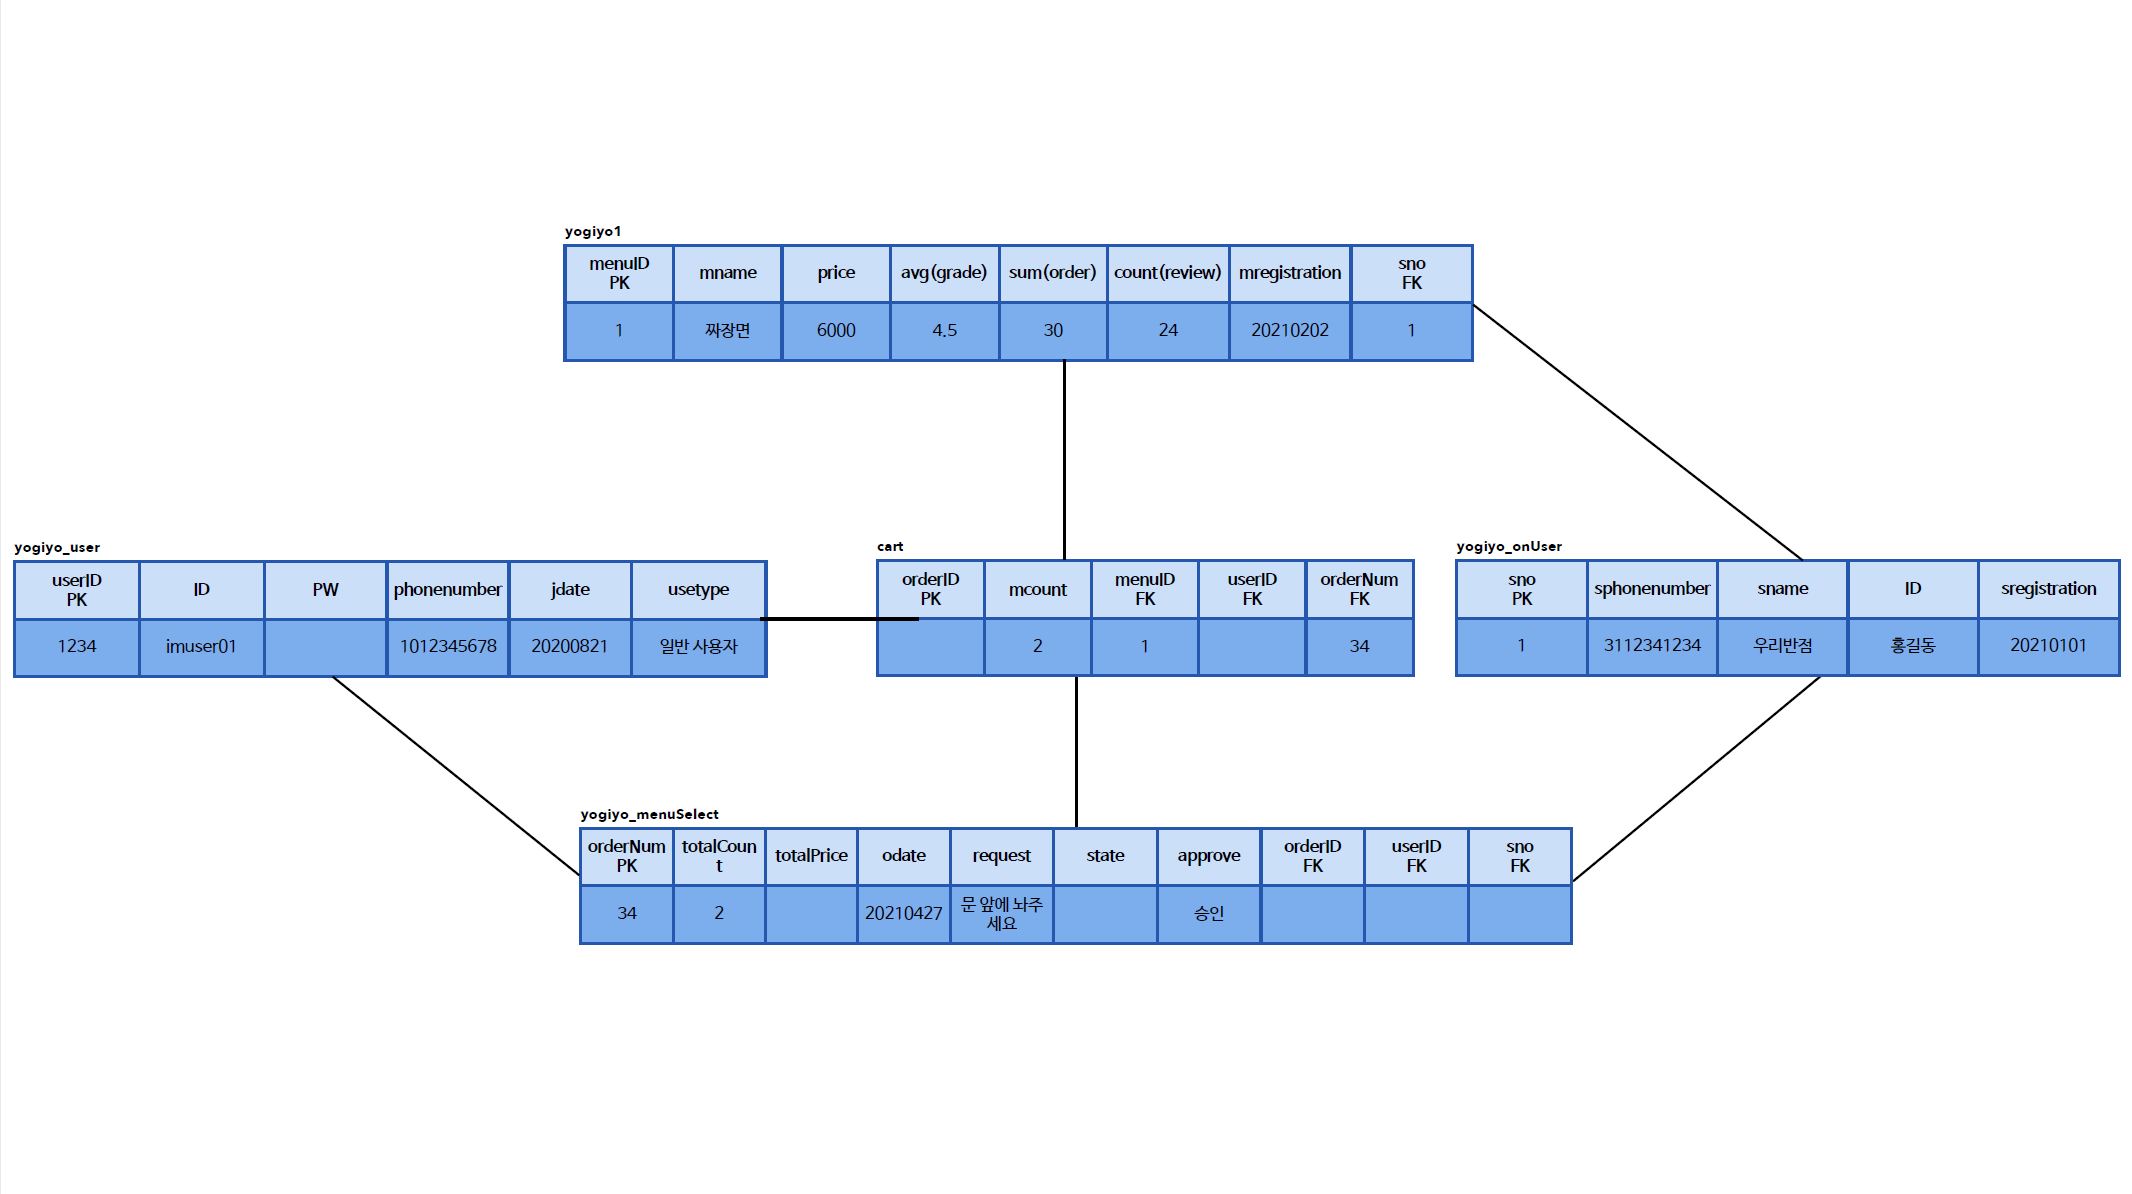 yogiyo1
menuID
PK
mname
price
avg(grade)
sum(order)
count(review)
mregistration
sno
FK
1
짜장면
6000
4.5
30
24
20210202
1
yogiyo_user
userID
PK
ID
PW
phonenumber
jdate
usetype
1234
imuser01
1012345678
20200821
일반 사용자
cart
orderID
PK
mcount
menuID
FK
userID
FK
orderNum
FK
2
1
34
yogiyo_onUser
sno
PK
sphonenumber
sname
ID
sregistration
1
3112341234
우리반점
홍길동
20210101
yogiyo_menuSelect
orderNum
PK
totalCoun
t
totalPrice
odate
request
state
approve
orderID
FK
userID
FK
sno
FK
34
2
20210427
문 앞에 놔주
세요
승인